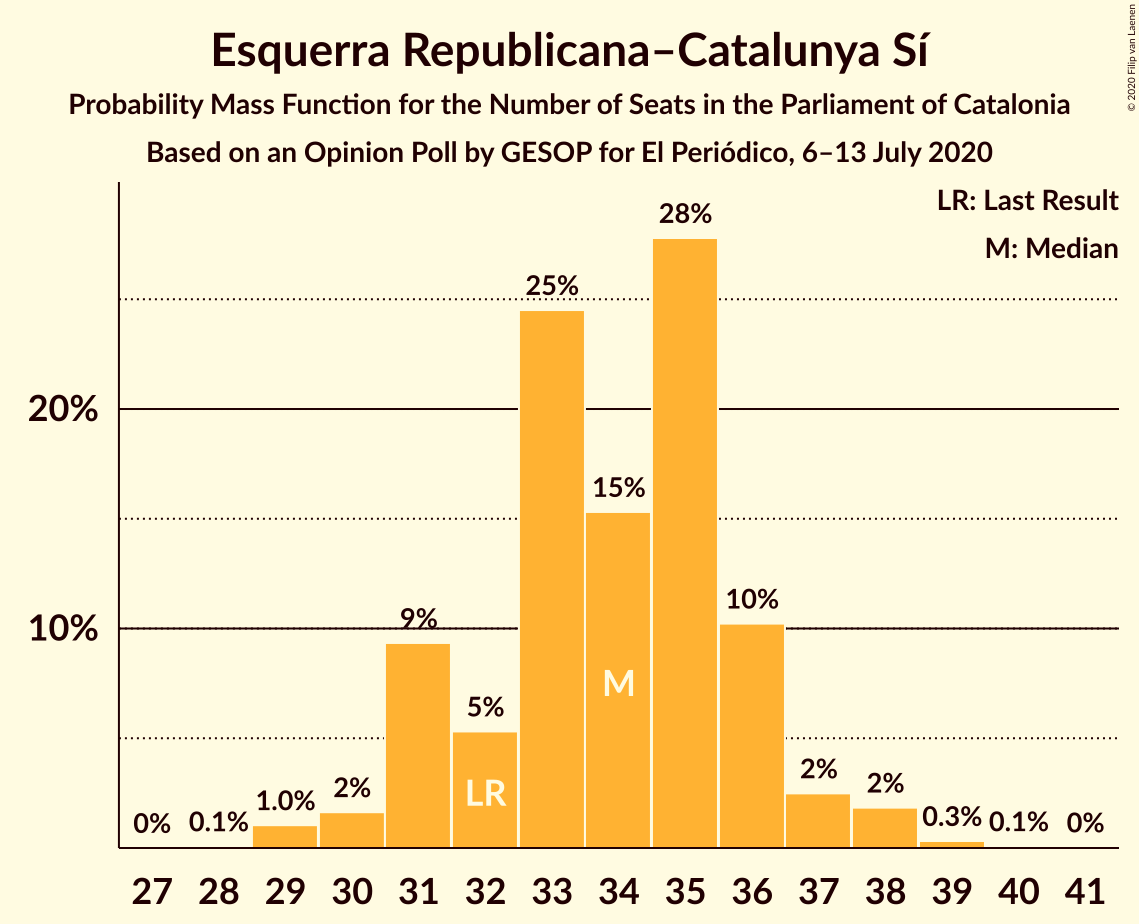 Esquerra Republicana–Catalunya Sí
Probability Mass Function for the Number of Seats in the Parliament of Catalonia
Based on an Opinion Poll by GESOP for El Periódico, 6–13 July 2020
© 2020 Filip van Laenen
LR: Last Result
M: Median
28%
25%
20%
15%
10%
10%
9%
M
5%
LR
2%
2%
2%
1.0%
0.3%
0%
0.1%
0.1%
0%
27 28 29 30 31 32 33 34 35 36 37 38 39 40 41